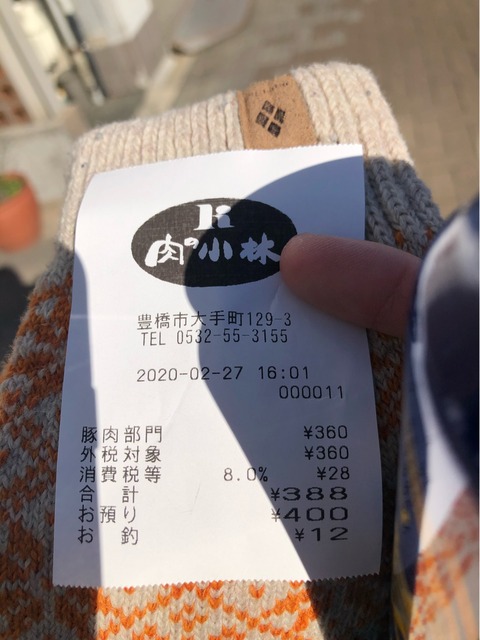 K
肉の小林
豊橋市大手町129-3
TEL 0532-55-3155
2020-02-27 16:01
000011
豚肉部門 ¥360
外税対象 ¥360
消費税等 8.0% ¥28
合 計 ¥388
お預り ¥400
お 釣 ¥12